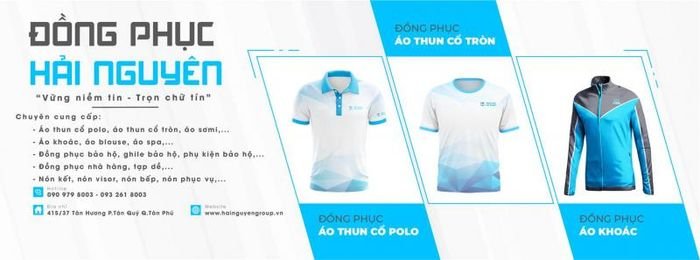 ĐỒNG PHỤC
HẢI NGUYÊN
“Vững niềm tin - Trọn chữ tín”
Chuyên cung cấp:
- Áo thun cổ polo, áo thun cổ tròn, áo sơmi,...
- Áo khoác, áo blouse, áo spa,...
- Đồng phục bảo hộ, ghile bảo hộ, phụ kiện bảo hộ,...
- Đồng phục nhà hàng, tạp dề,...
- Nón kết, nón visor, nón bếp, nón phục vụ,...
Hotline
090 979 8003 - 093 261 8003
Địa chỉ
415/37 Tân Hương P.Tân Quý Q.Tân Phú
Website
www.hainguyengroup.vn
ĐỒNG PHỤC
ÁO THUN CỔ TRÒN
ĐỒNG PHỤC
ÁO THUN CỔ POLO
ĐỒNG PHỤC
ÁO KHOÁC